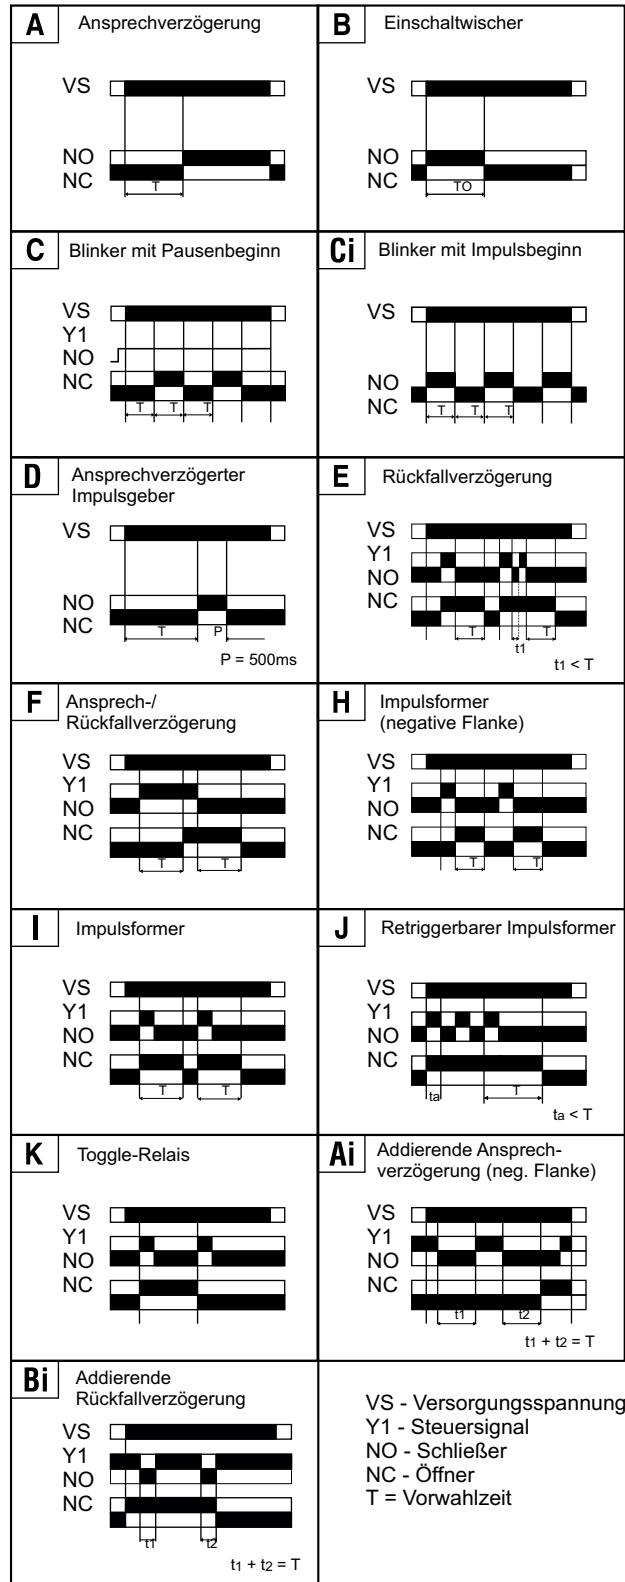 A Ansprechverzögerung
VS
NO
NC
T
B Einschaltwischer
VS
NO
NC
TO
C Blinker mit Pausenbeginn
VS
Y1
NO
NC
T T T
Ci Blinker mit Impulsbeginn
VS
NO
NC
T T T
D Ansprechverzögerter
Impulsgeber
VS
NO
NC
T P
P = 500ms
E Rückfallverzögerung
VS
Y1
NO
NC
T T
t1
t1 < T
F Ansprech-/
Rückfallverzögerung
VS
Y1
NO
NC
T T
H Impulsformer
(negative Flanke)
VS
Y1
NO
NC
T T
I Impulsformer
VS
Y1
NO
NC
T T
J Retriggerbarer Impulsformer
VS
Y1
NO
NC
ta T
ta < T
K Toggle-Relais
VS
Y1
NO
NC
Ai Addierende Ansprech-
verzögerung (neg. Flanke)
VS
Y1
NO
NC
t1 t2
t1 + t2 = T
Bi Addierende
Rückfallverzögerung
VS
Y1
NO
NC
t1 t2
t1 + t2 = T
VS - Versorgungsspannung
Y1 - Steuersignal
NO - Schließer
NC - Öffner
T = Vorwahlzeit